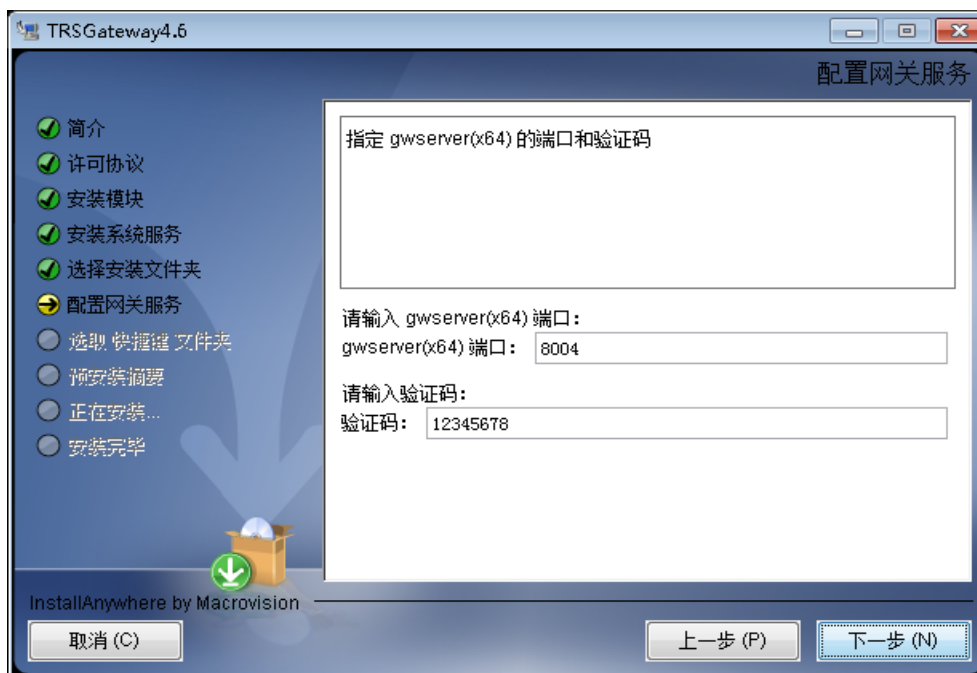 TRSGateway4.6
配置网关服务
简介
许可协议
安装模块
安装系统服务
选择安装文件夹
配置网关服务
选取 快捷键 文件夹
预安装摘要
正在安装...
安装完毕
指定 gwserver(x64) 的端口和验证码
请输入 gwserver(x64) 端口：
gwserver(x64) 端口： 8004
请输入验证码：
验证码： 12345678
InstallAnywhere by Macrovision
取消 (C)
上一步 (P)
下一步 (N)